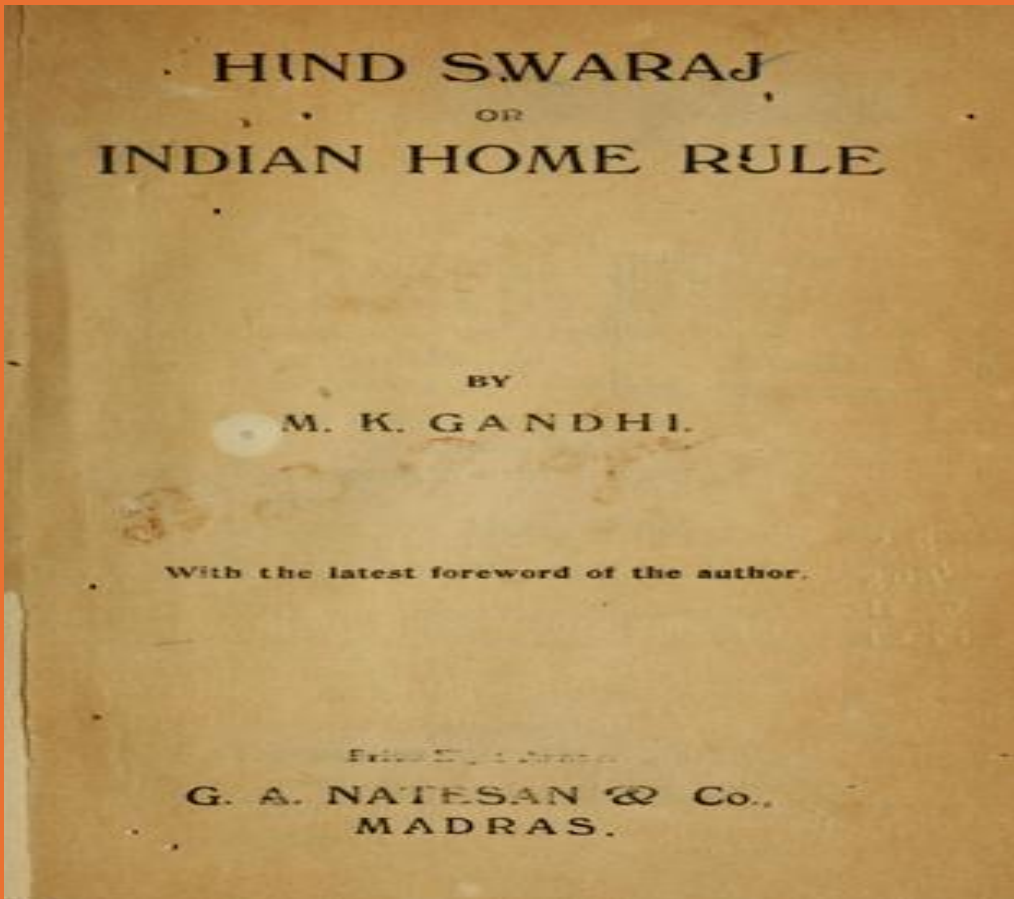 HIND SWARAJ
OR
INDIAN HOME RULE
BY
M. K. GANDHI.
With the latest foreword of the author.
G. A. NATESAN & Co.,
MADRAS.